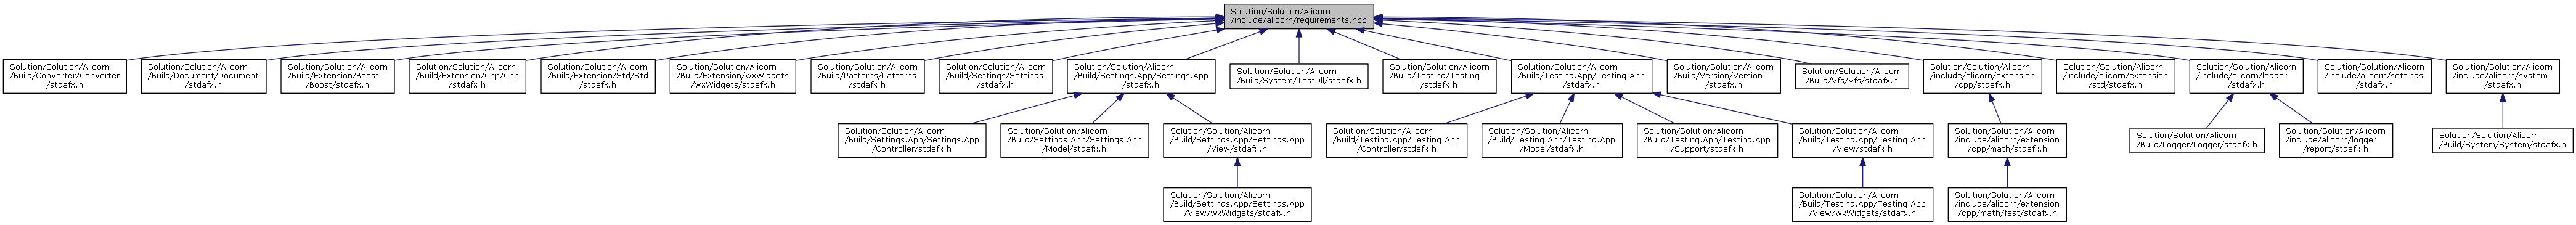 Solution/Solution/Alicorn
/include/alicorn/requirements.hpp
Solution/Solution/Alicorn
/Build/Converter/Converter
/stdafx.h
Solution/Solution/Alicorn
/Build/Document/Document
/stdafx.h
Solution/Solution/Alicorn
/Build/Extension/Boost
/Boost/stdafx.h
Solution/Solution/Alicorn
/Build/Extension/Cpp/Cpp
/stdafx.h
Solution/Solution/Alicorn
/Build/Extension/Std/Std
/stdafx.h
Solution/Solution/Alicorn
/Build/Extension/wxWidgets
/wxWidgets/stdafx.h
Solution/Solution/Alicorn
/Build/Patterns/Patterns
/stdafx.h
Solution/Solution/Alicorn
/Build/Settings/Settings
/stdafx.h
Solution/Solution/Alicorn
/Build/Settings.App/Settings.App
/stdafx.h
Solution/Solution/Alicorn
/Build/System/TestDll/stdafx.h
Solution/Solution/Alicorn
/Build/Testing/Testing
/stdafx.h
Solution/Solution/Alicorn
/Build/Testing.App/Testing.App
/stdafx.h
Solution/Solution/Alicorn
/Build/Version/Version
/stdafx.h
Solution/Solution/Alicorn
/Build/Vfs/Vfs/stdafx.h
Solution/Solution/Alicorn
/include/alicorn/extension
/cpp/stdafx.h
Solution/Solution/Alicorn
/include/alicorn/extension
/std/stdafx.h
Solution/Solution/Alicorn
/include/alicorn/logger
/stdafx.h
Solution/Solution/Alicorn
/include/alicorn/settings
/stdafx.h
Solution/Solution/Alicorn
/include/alicorn/system
/stdafx.h
Solution/Solution/Alicorn
/Build/Settings.App/Settings.App
/Controller/stdafx.h
Solution/Solution/Alicorn
/Build/Settings.App/Settings.App
/Model/stdafx.h
Solution/Solution/Alicorn
/Build/Settings.App/Settings.App
/View/stdafx.h
Solution/Solution/Alicorn
/Build/Testing.App/Testing.App
/Controller/stdafx.h
Solution/Solution/Alicorn
/Build/Testing.App/Testing.App
/Model/stdafx.h
Solution/Solution/Alicorn
/Build/Testing.App/Testing.App
/Support/stdafx.h
Solution/Solution/Alicorn
/Build/Testing.App/Testing.App
/View/stdafx.h
Solution/Solution/Alicorn
/include/alicorn/extension
/cpp/math/stdafx.h
Solution/Solution/Alicorn
/Build/Logger/Logger/stdafx.h
Solution/Solution/Alicorn
/include/alicorn/logger
/report/stdafx.h
Solution/Solution/Alicorn
/Build/System/System/stdafx.h
Solution/Solution/Alicorn
/Build/Settings.App/Settings.App
/View/wxWidgets/stdafx.h
Solution/Solution/Alicorn
/Build/Testing.App/Testing.App
/View/wxWidgets/stdafx.h
Solution/Solution/Alicorn
/include/alicorn/extension
/cpp/math/fast/stdafx.h